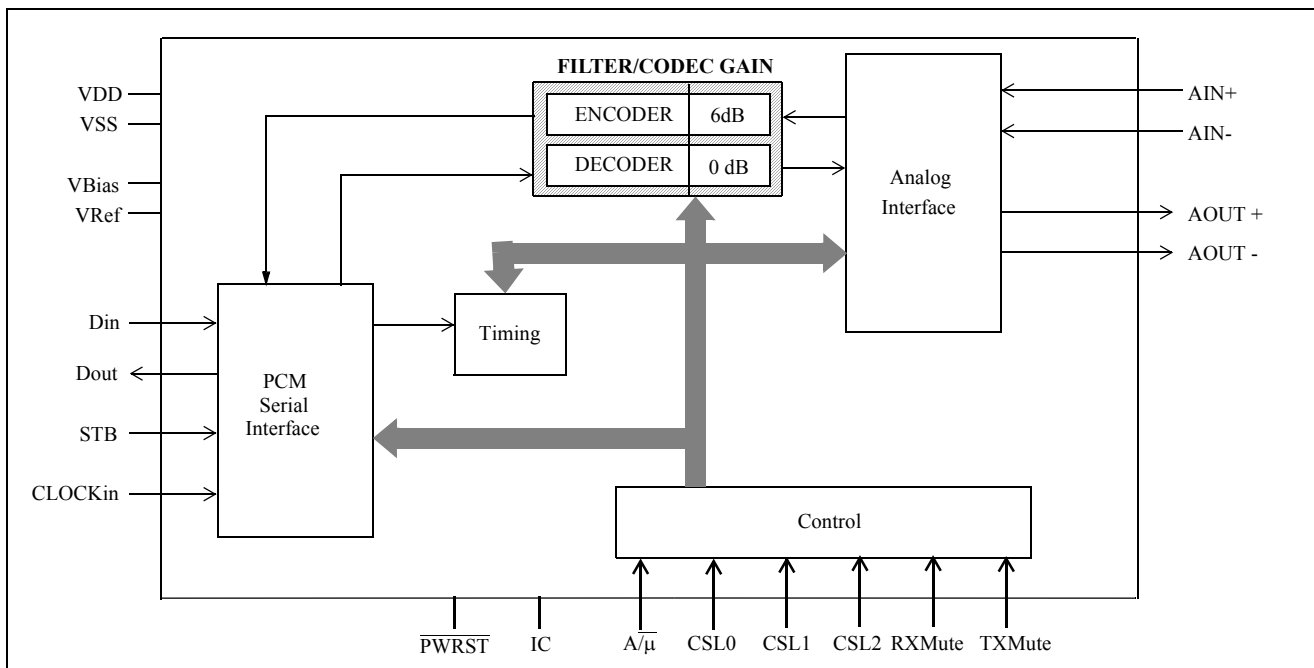 FILTER/CODEC GAIN
ENCODER 6dB
DECODER 0 dB
VDD
VSS
VBias
VRef
AIN+
AIN-
Analog
Interface
AOUT +
AOUT -
Din
Dout
STB
CLOCKin
PCM
Serial
Interface
Timing
Control
PWRST
IC
A/μ
CSL0
CSL1
CSL2
RXMute
TXMute